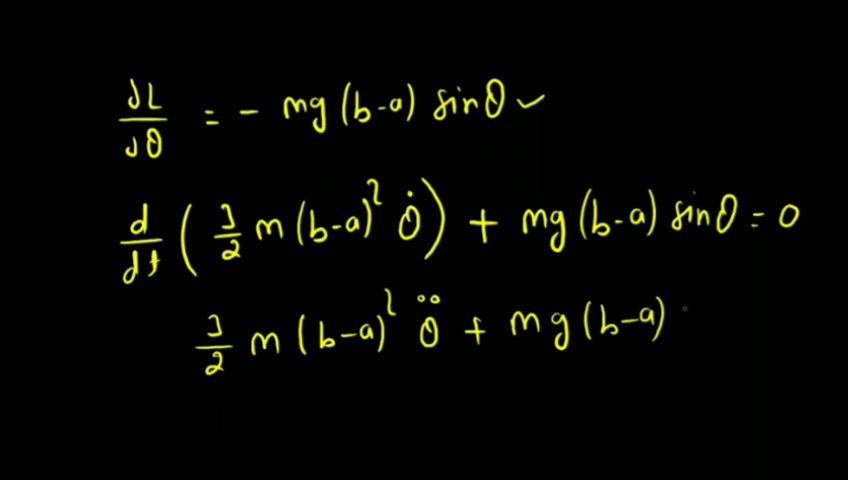 ∂L/∂θ = - mg (b-a) sinθ ✓
d/dt ( 3/2 m (b-a)² θ̇ ) + mg (b-a) sinθ = 0
3/2 m (b-a)² θ̈ + mg (b-a)